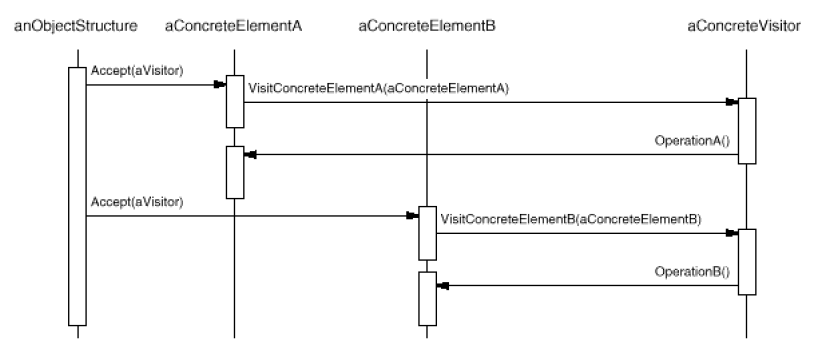 anObjectStructure aConcreteElementA aConcreteElementB aConcreteVisitor
Accept(aVisitor)
VisitConcreteElementA(aConcreteElementA)
OperationA()
Accept(aVisitor)
VisitConcreteElementB(aConcreteElementB)
OperationB()